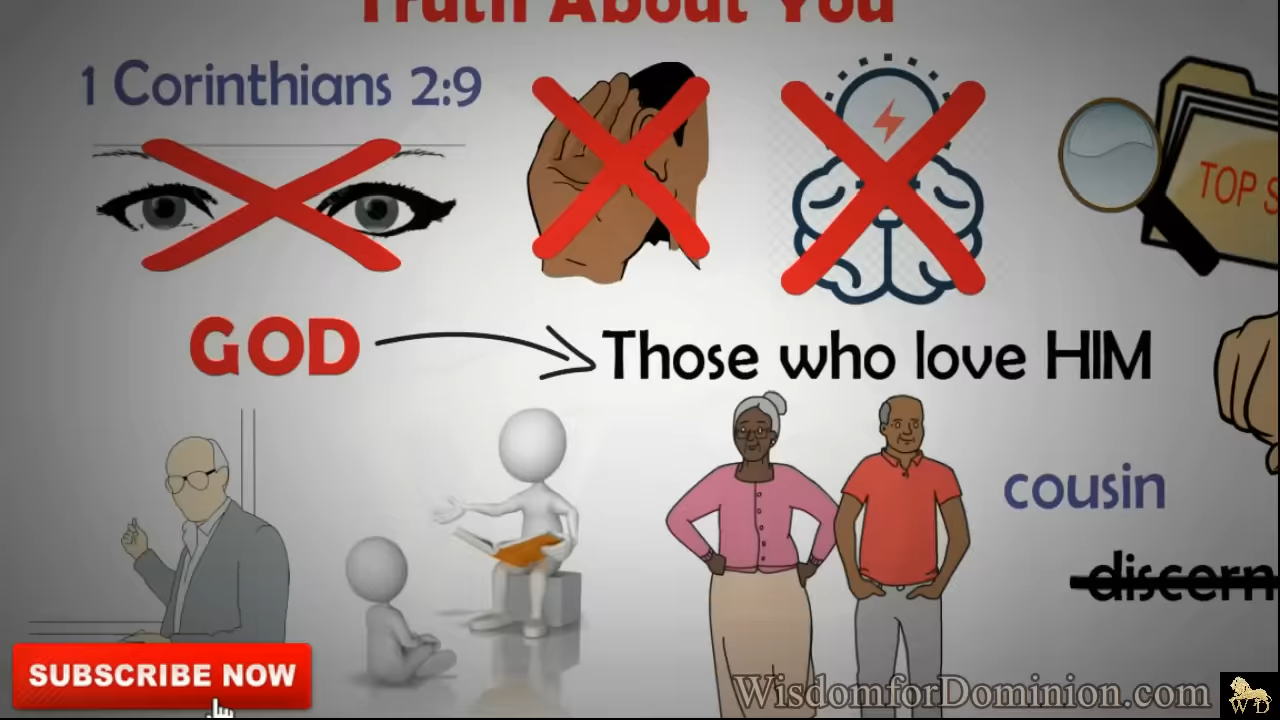 Truth About You
1 Corinthians 2:9
TOP S
GOD
Those who love HIM
cousin
discern
SUBSCRIBE NOW
WisdomforDominion.com
WD